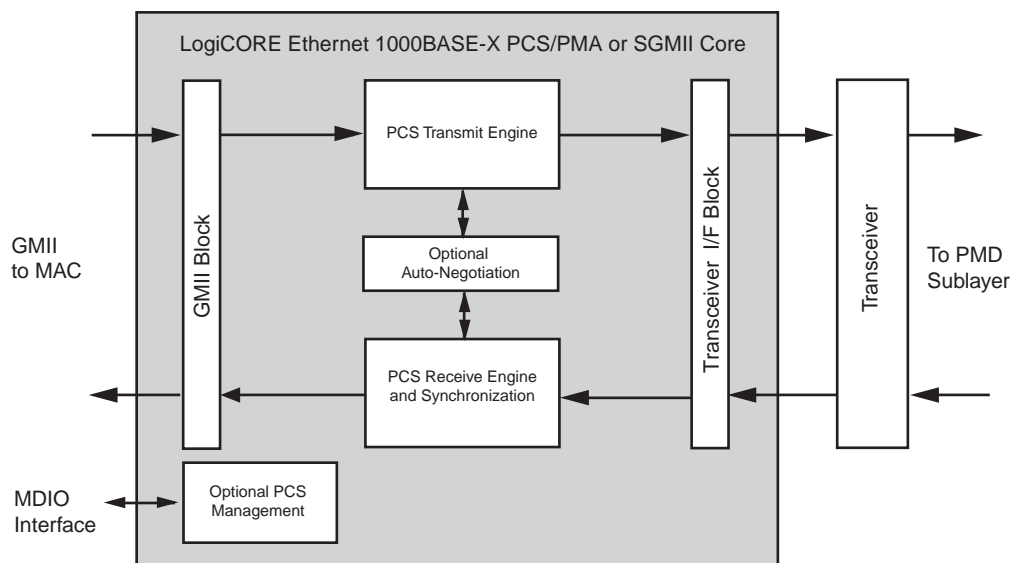 LogiCORE Ethernet 1000BASE-X PCS/PMA or SGMII Core
PCS Transmit Engine
GMII
to MAC
GMII Block
Optional
Auto-Negotiation
Transceiver I/F Block
Transceiver
To PMD
Sublayer
PCS Receive Engine
and Synchronization
MDIO
Interface
Optional PCS
Management